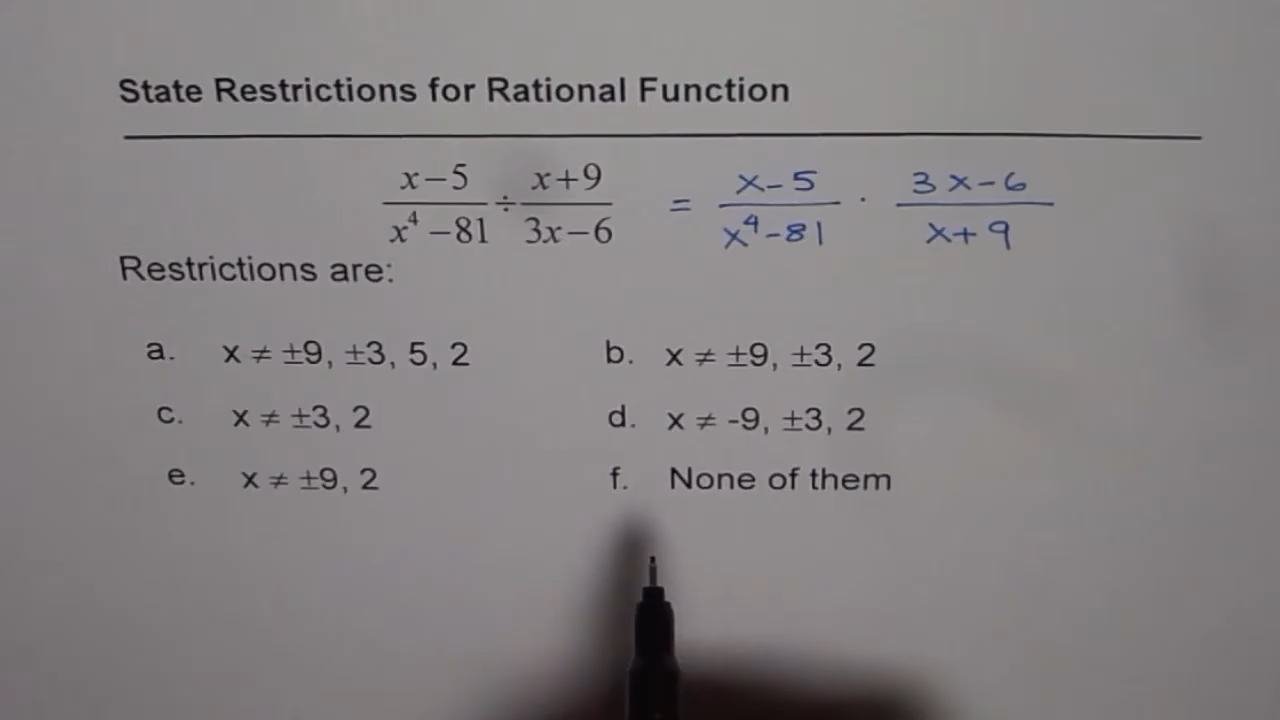 State Restrictions for Rational Function
x−5 / x⁴−81 ÷ x+9 / 3x−6 = x-5 / x⁴-81 · 3x-6 / x+9
Restrictions are:
a. x ≠ ±9, ±3, 5, 2 b. x ≠ ±9, ±3, 2
c. x ≠ ±3, 2 d. x ≠ -9, ±3, 2
e. x ≠ ±9, 2 f. None of them